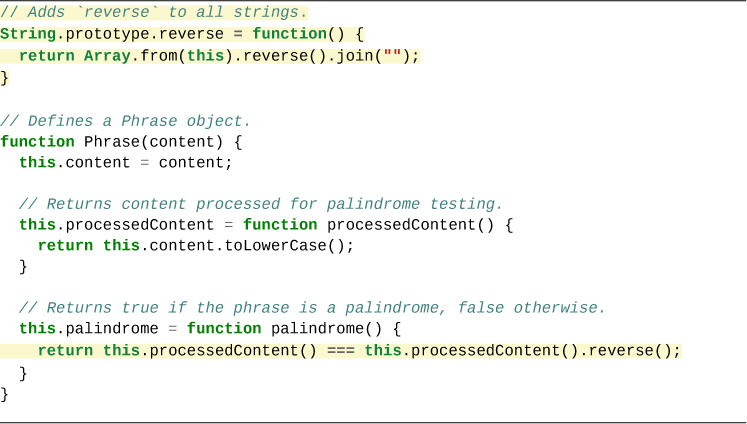 // Adds `reverse` to all strings.
String.prototype.reverse = function() {
  return Array.from(this).reverse().join("");
}

// Defines a Phrase object.
function Phrase(content) {
  this.content = content;

  // Returns content processed for palindrome testing.
  this.processedContent = function processedContent() {
    return this.content.toLowerCase();
  }

  // Returns true if the phrase is a palindrome, false otherwise.
  this.palindrome = function palindrome() {
    return this.processedContent() === this.processedContent().reverse();
  }
}